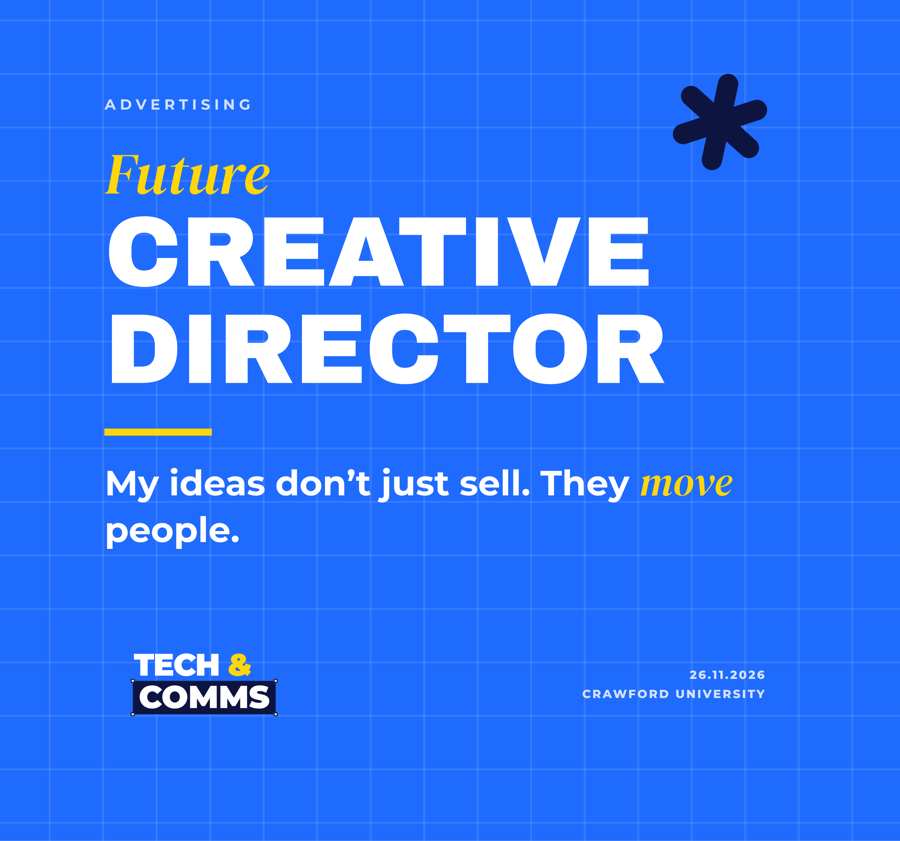 ADVERTISING
Future
CREATIVE
DIRECTOR
My ideas don’t just sell. They move
people.
TECH &
COMMS
26.11.2026
CRAWFORD UNIVERSITY